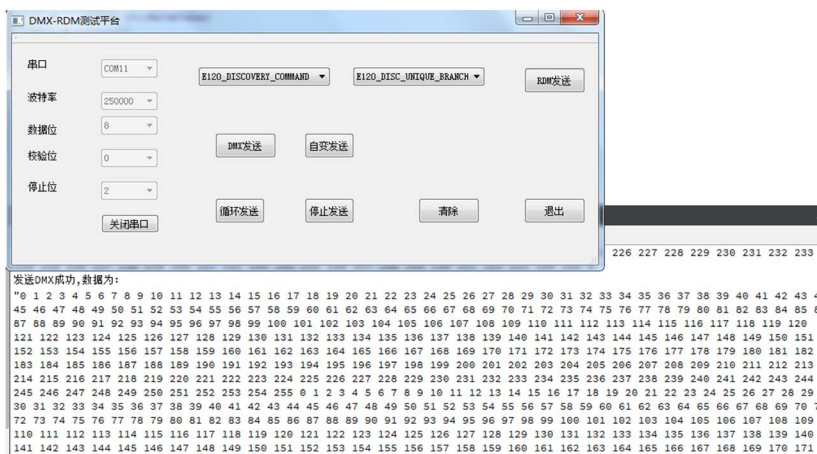 DMX-RDM测试平台
串口 COM11 E120_DISCOVERY_COMMAND E120_DISC_UNIQUE_BRANCH RDM发送
波特率 250000
数据位 8
DMX发送 自变发送
校验位 0
停止位 2
循环发送 停止发送 清除 退出
关闭串口
226 227 228 229 230 231 232 233
发送DMX成功,数据为:
"0 1 2 3 4 5 6 7 8 9 10 11 12 13 14 15 16 17 18 19 20 21 22 23 24 25 26 27 28 29 30 31 32 33 34 35 36 37 38 39 40 41 42 43
45 46 47 48 49 50 51 52 53 54 55 56 57 58 59 60 61 62 63 64 65 66 67 68 69 70 71 72 73 74 75 76 77 78 79 80 81 82 83 84 85
87 88 89 90 91 92 93 94 95 96 97 98 99 100 101 102 103 104 105 106 107 108 109 110 111 112 113 114 115 116 117 118 119 120
121 122 123 124 125 126 127 128 129 130 131 132 133 134 135 136 137 138 139 140 141 142 143 144 145 146 147 148 149 150 151
152 153 154 155 156 157 158 159 160 161 162 163 164 165 166 167 168 169 170 171 172 173 174 175 176 177 178 179 180 181 182
183 184 185 186 187 188 189 190 191 192 193 194 195 196 197 198 199 200 201 202 203 204 205 206 207 208 209 210 211 212 213
214 215 216 217 218 219 220 221 222 223 224 225 226 227 228 229 230 231 232 233 234 235 236 237 238 239 240 241 242 243 244
245 246 247 248 249 250 251 252 253 254 255 0 1 2 3 4 5 6 7 8 9 10 11 12 13 14 15 16 17 18 19 20 21 22 23 24 25 26 27 28 29
30 31 32 33 34 35 36 37 38 39 40 41 42 43 44 45 46 47 48 49 50 51 52 53 54 55 56 57 58 59 60 61 62 63 64 65 66 67 68 69 70
72 73 74 75 76 77 78 79 80 81 82 83 84 85 86 87 88 89 90 91 92 93 94 95 96 97 98 99 100 101 102 103 104 105 106 107 108 109
110 111 112 113 114 115 116 117 118 119 120 121 122 123 124 125 126 127 128 129 130 131 132 133 134 135 136 137 138 139 140
141 142 143 144 145 146 147 148 149 150 151 152 153 154 155 156 157 158 159 160 161 162 163 164 165 166 167 168 169 170 171